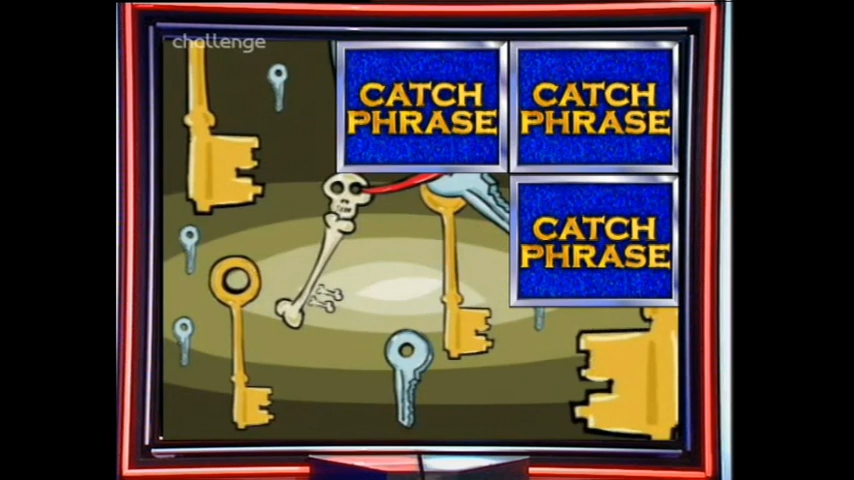 challenge
CATCH
PHRASE
CATCH
PHRASE
CATCH
PHRASE